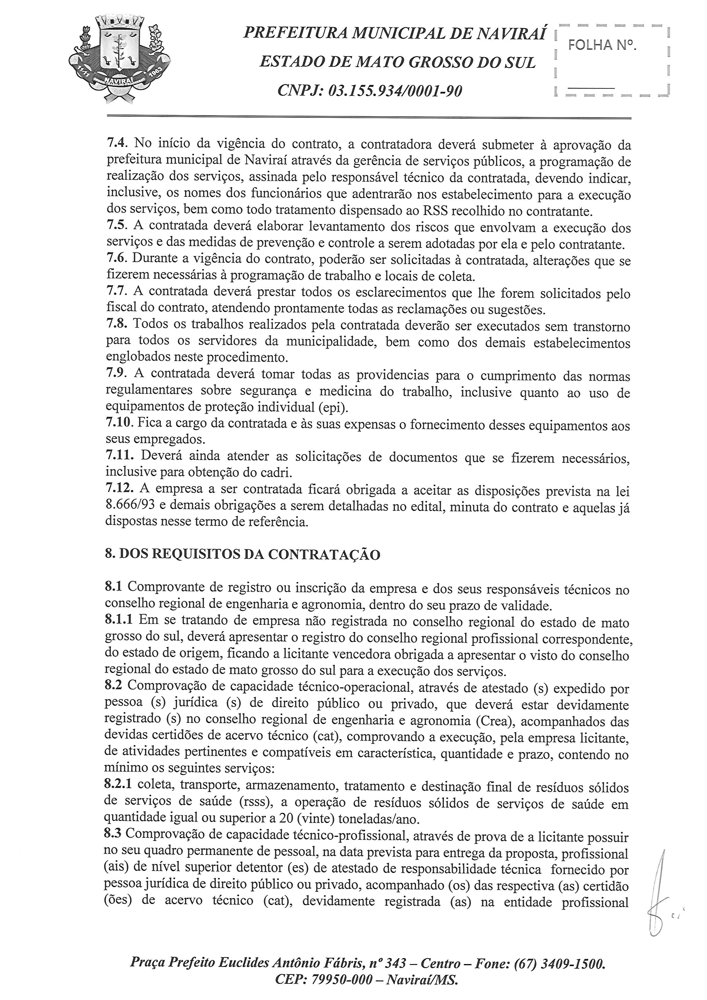 PREFEITURA MUNICIPAL DE NAVIRAÍ
FOLHA Nº.
ESTADO DE MATO GROSSO DO SUL
CNPJ: 03.155.934/0001-90
11-11
NAVIRAÍ
1963
7.4. No início da vigência do contrato, a contratadora deverá submeter à aprovação da
prefeitura municipal de Naviraí através da gerência de serviços públicos, a programação de
realização dos serviços, assinada pelo responsável técnico da contratada, devendo indicar,
inclusive, os nomes dos funcionários que adentrarão nos estabelecimento para a execução
dos serviços, bem como todo tratamento dispensado ao RSS recolhido no contratante.
7.5. A contratada deverá elaborar levantamento dos riscos que envolvam a execução dos
serviços e das medidas de prevenção e controle a serem adotadas por ela e pelo contratante.
7.6. Durante a vigência do contrato, poderão ser solicitadas à contratada, alterações que se
fizerem necessárias à programação de trabalho e locais de coleta.
7.7. A contratada deverá prestar todos os esclarecimentos que lhe forem solicitados pelo
fiscal do contrato, atendendo prontamente todas as reclamações ou sugestões.
7.8. Todos os trabalhos realizados pela contratada deverão ser executados sem transtorno
para todos os servidores da municipalidade, bem como dos demais estabelecimentos
englobados neste procedimento.
7.9. A contratada deverá tomar todas as providencias para o cumprimento das normas
regulamentares sobre segurança e medicina do trabalho, inclusive quanto ao uso de
equipamentos de proteção individual (epi).
7.10. Fica a cargo da contratada e às suas expensas o fornecimento desses equipamentos aos
seus empregados.
7.11. Deverá ainda atender as solicitações de documentos que se fizerem necessários,
inclusive para obtenção do cadri.
7.12. A empresa a ser contratada ficará obrigada a aceitar as disposições prevista na lei
8.666/93 e demais obrigações a serem detalhadas no edital, minuta do contrato e aquelas já
dispostas nesse termo de referência.
8. DOS REQUISITOS DA CONTRATAÇÃO
8.1 Comprovante de registro ou inscrição da empresa e dos seus responsáveis técnicos no
conselho regional de engenharia e agronomia, dentro do seu prazo de validade.
8.1.1 Em se tratando de empresa não registrada no conselho regional do estado de mato
grosso do sul, deverá apresentar o registro do conselho regional profissional correspondente,
do estado de origem, ficando a licitante vencedora obrigada a apresentar o visto do conselho
regional do estado de mato grosso do sul para a execução dos serviços.
8.2 Comprovação de capacidade técnico-operacional, através de atestado (s) expedido por
pessoa (s) jurídica (s) de direito público ou privado, que deverá estar devidamente
registrado (s) no conselho regional de engenharia e agronomia (Crea), acompanhados das
devidas certidões de acervo técnico (cat), comprovando a execução, pela empresa licitante,
de atividades pertinentes e compatíveis em característica, quantidade e prazo, contendo no
mínimo os seguintes serviços:
8.2.1 coleta, transporte, armazenamento, tratamento e destinação final de resíduos sólidos
de serviços de saúde (rsss), a operação de resíduos sólidos de serviços de saúde em
quantidade igual ou superior a 20 (vinte) toneladas/ano.
8.3 Comprovação de capacidade técnico-profissional, através de prova de a licitante possuir
no seu quadro permanente de pessoal, na data prevista para entrega da proposta, profissional
(ais) de nível superior detentor (es) de atestado de responsabilidade técnica fornecido por
pessoa jurídica de direito público ou privado, acompanhado (os) das respectiva (as) certidão
(ões) de acervo técnico (cat), devidamente registrada (as) na entidade profissional
Praça Prefeito Euclides Antônio Fábris, nº 343 – Centro – Fone: (67) 3409-1500.
CEP: 79950-000 – Naviraí/MS.